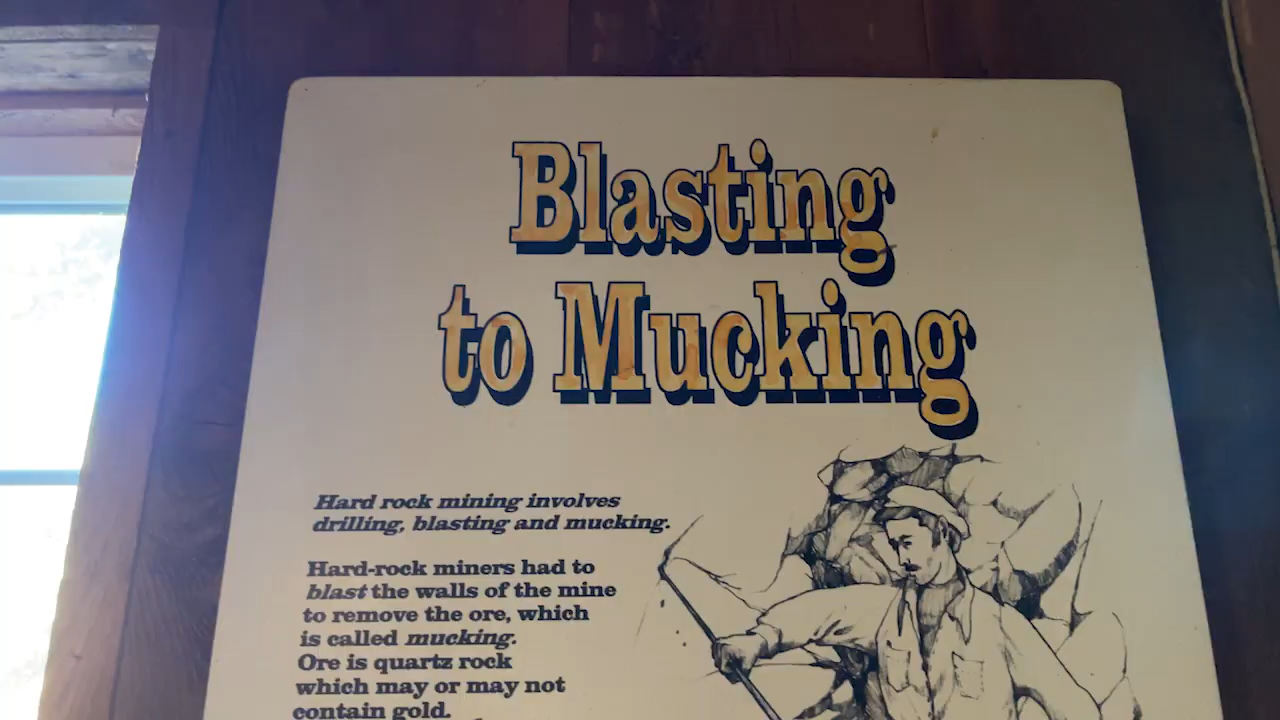 Blasting
to Mucking
Hard rock mining involves
drilling, blasting and mucking.
Hard-rock miners had to
blast the walls of the mine
to remove the ore, which
is called mucking.
Ore is quartz rock
which may or may not
contain gold.